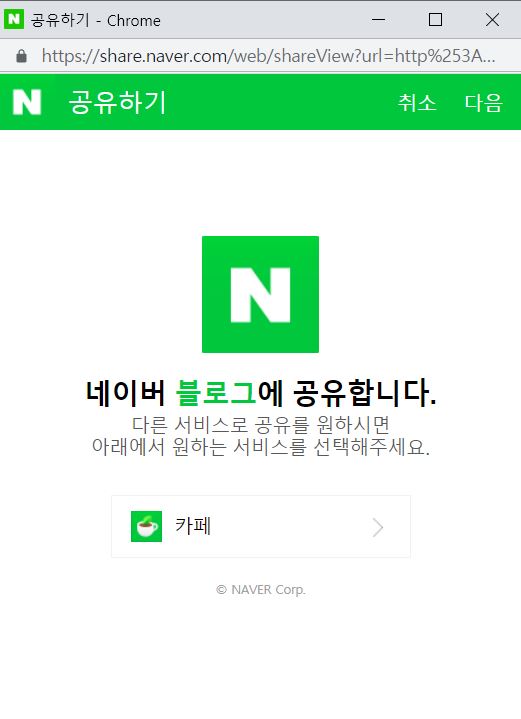 공유하기 - Chrome
https://share.naver.com/web/shareView?url=http%253A...
N 공유하기 취소 다음
N
네이버 블로그에 공유합니다.
다른 서비스로 공유를 원하시면
아래에서 원하는 서비스를 선택해주세요.
카페
© NAVER Corp.